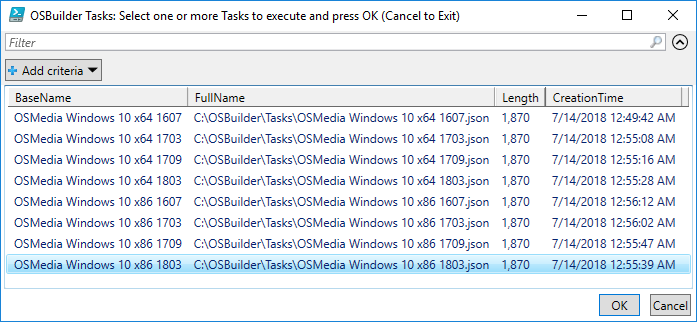 OSBuilder Tasks: Select one or more Tasks to execute and press OK (Cancel to Exit)
Filter
Add criteria
BaseName FullName Length CreationTime
OSMedia Windows 10 x64 1607 C:\OSBuilder\Tasks\OSMedia Windows 10 x64 1607.json 1,870 7/14/2018 12:49:42 AM
OSMedia Windows 10 x64 1703 C:\OSBuilder\Tasks\OSMedia Windows 10 x64 1703.json 1,870 7/14/2018 12:55:08 AM
OSMedia Windows 10 x64 1709 C:\OSBuilder\Tasks\OSMedia Windows 10 x64 1709.json 1,870 7/14/2018 12:55:16 AM
OSMedia Windows 10 x64 1803 C:\OSBuilder\Tasks\OSMedia Windows 10 x64 1803.json 1,870 7/14/2018 12:55:28 AM
OSMedia Windows 10 x86 1607 C:\OSBuilder\Tasks\OSMedia Windows 10 x86 1607.json 1,870 7/14/2018 12:56:12 AM
OSMedia Windows 10 x86 1703 C:\OSBuilder\Tasks\OSMedia Windows 10 x86 1703.json 1,870 7/14/2018 12:56:02 AM
OSMedia Windows 10 x86 1709 C:\OSBuilder\Tasks\OSMedia Windows 10 x86 1709.json 1,870 7/14/2018 12:55:47 AM
OSMedia Windows 10 x86 1803 C:\OSBuilder\Tasks\OSMedia Windows 10 x86 1803.json 1,870 7/14/2018 12:55:39 AM
OK Cancel